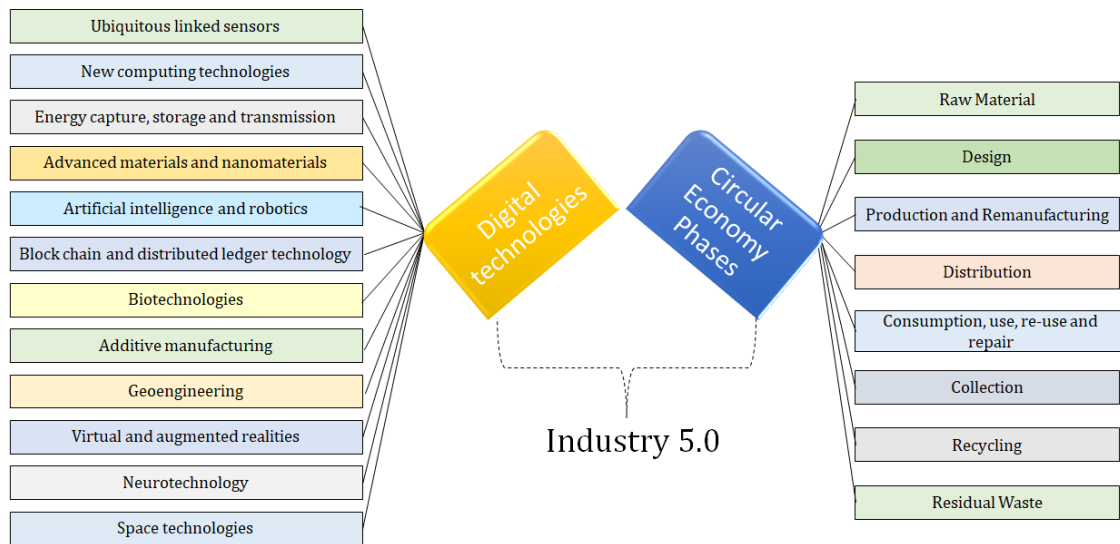 Ubiquitous linked sensors
New computing technologies
Energy capture, storage and transmission
Advanced materials and nanomaterials
Artificial intelligence and robotics
Block chain and distributed ledger technology
Biotechnologies
Additive manufacturing
Geoengineering
Virtual and augmented realities
Neurotechnology
Space technologies
Digital
technologies
Circular
Economy
Phases
Industry 5.0
Raw Material
Design
Production and Remanufacturing
Distribution
Consumption, use, re-use and
repair
Collection
Recycling
Residual Waste